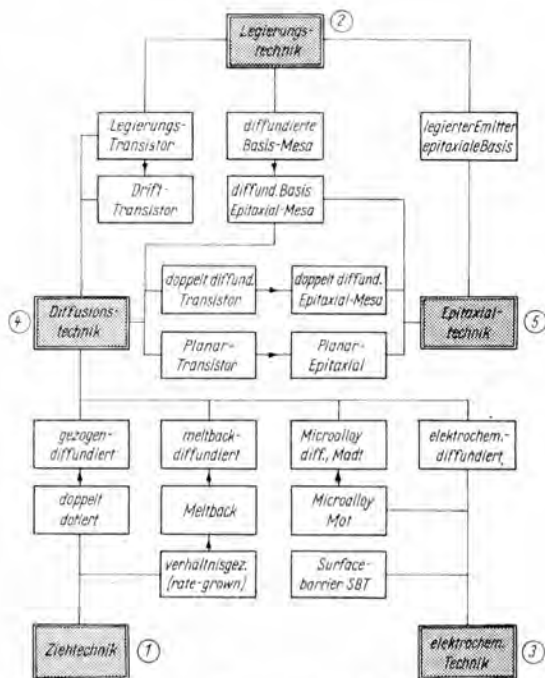 Legierungs-
technik
2
Legierungs-
Transistor
diffundierte
Basis-Mesa
legierter Emitter
epitaxiale Basis
Drift-
Transistor
diffund. Basis
Epitaxial-Mesa
doppelt diffund.
Transistor
doppelt diffund.
Epitaxial-Mesa
4
Diffusions-
technik
Epitaxial-
technik
5
Planar-
Transistor
Planar-
Epitaxial
gezogen-
diffundiert
meltback-
diffundiert
Microalloy
diff., Madt
elektrochem.-
diffundiert
doppelt
dotiert
Meltback
Microalloy
Mat
verhältnisgez.
(rate-grown)
Surface-
barrier SBT
Ziehtechnik
1
elektrochem.
Technik
3